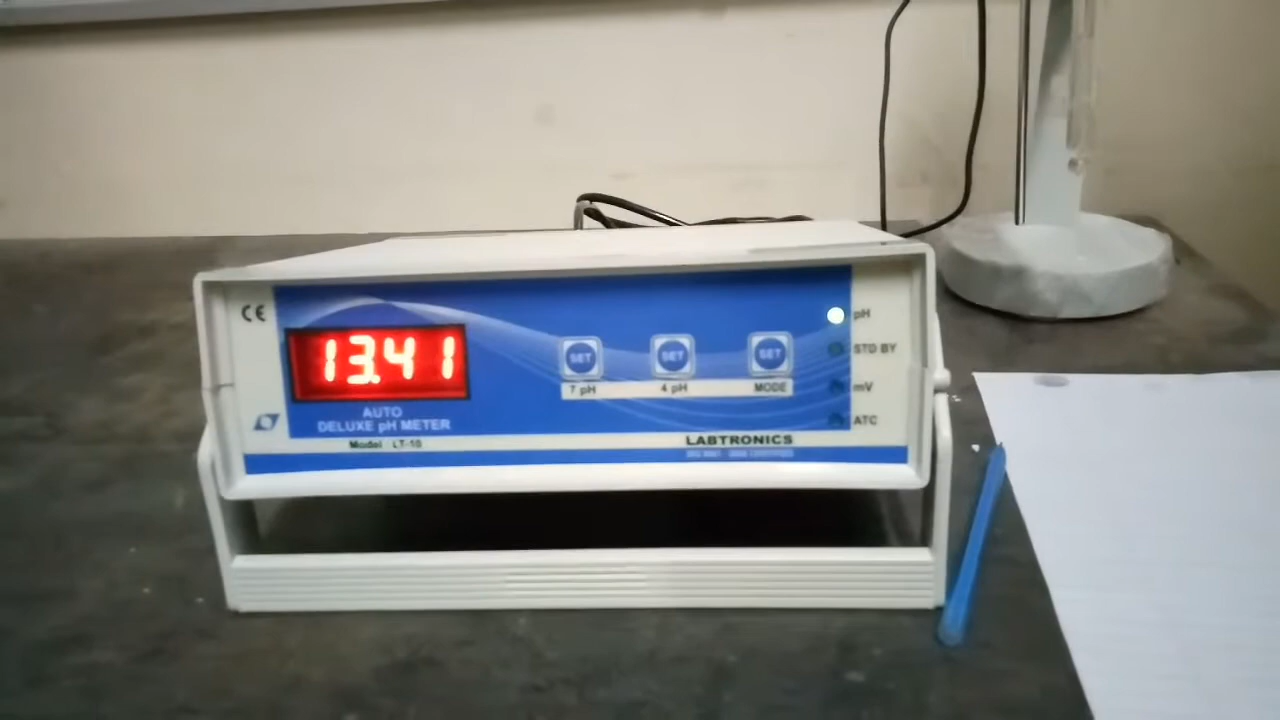 CE
13.41
SET SET SET
7 pH 4 pH MODE
pH
STD BY
mV
ATC
AUTO
DELUXE pH METER
Model LT-10
LABTRONICS